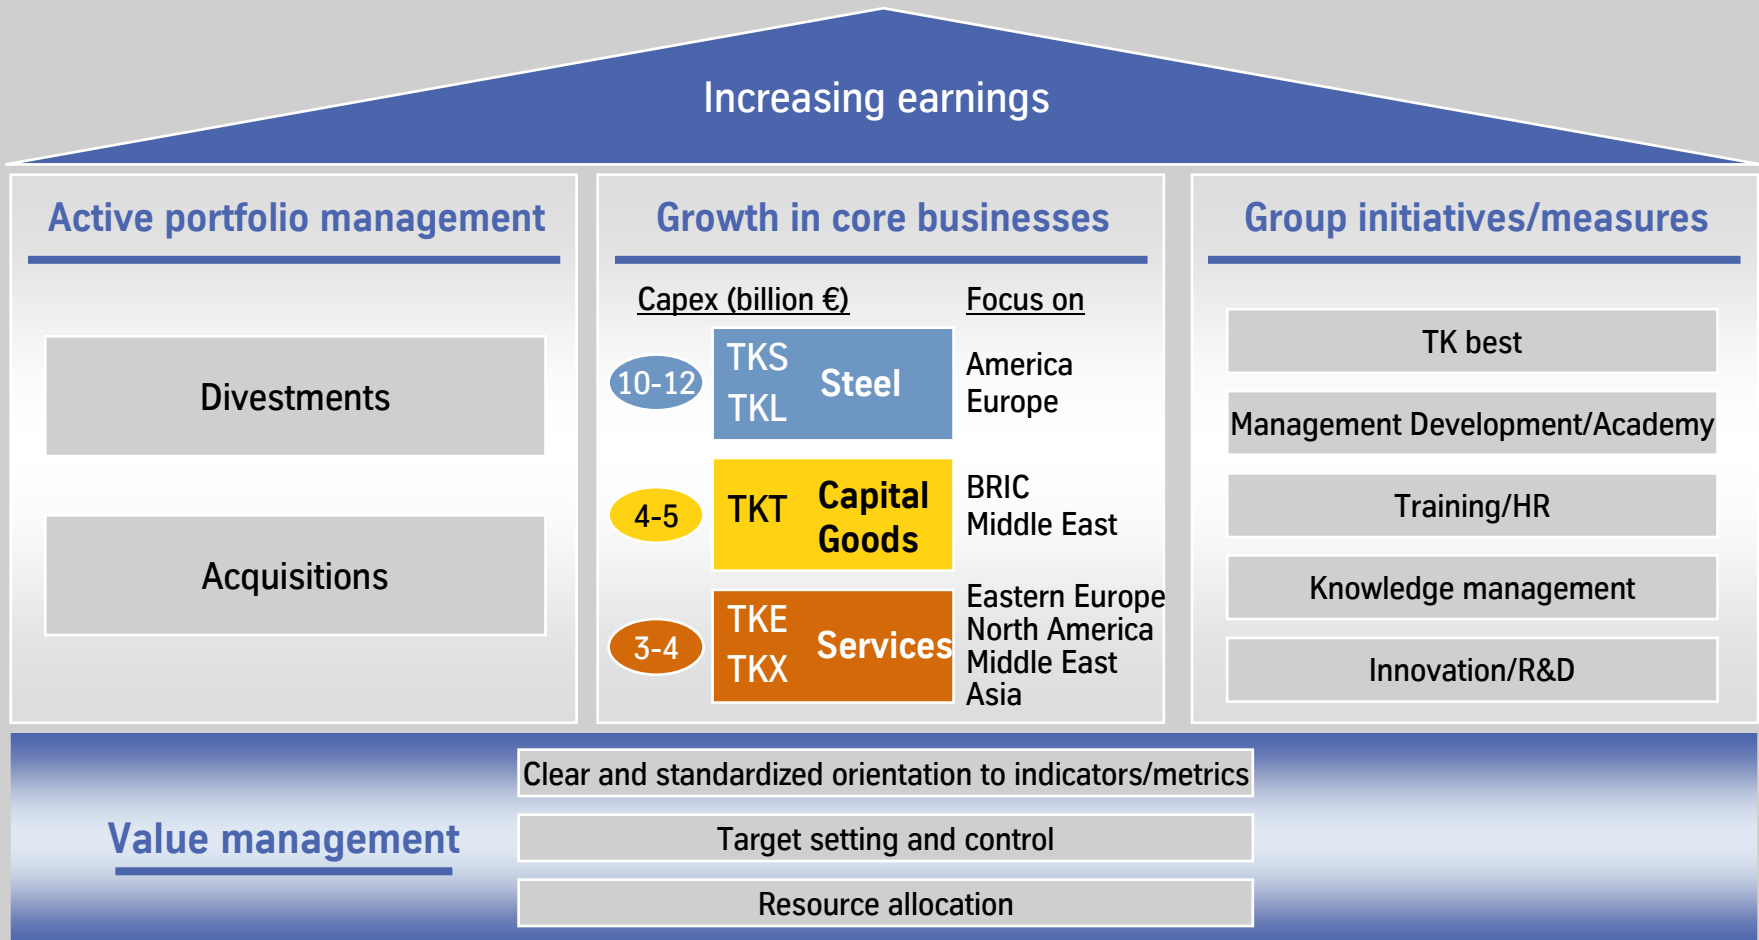 Increasing earnings
Active portfolio management
Divestments
Acquisitions
Growth in core businesses
Capex (billion €)
Focus on
10-12
TKS
TKL
Steel
America
Europe
4-5
TKT
Capital
Goods
BRIC
Middle East
3-4
TKE
TKX
Services
Eastern Europe
North America
Middle East
Asia
Group initiatives/measures
TK best
Management Development/Academy
Training/HR
Knowledge management
Innovation/R&D
Value management
Clear and standardized orientation to indicators/metrics
Target setting and control
Resource allocation